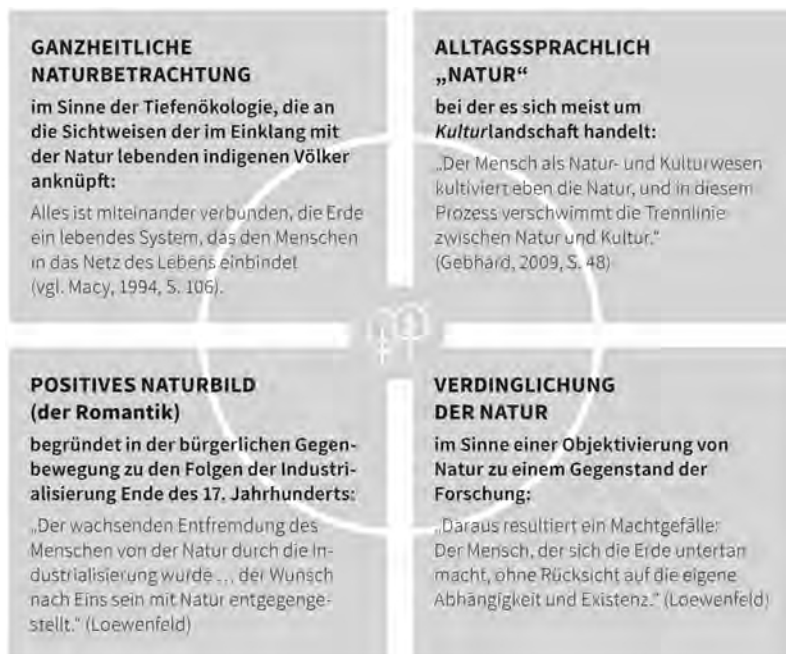 GANZHEITLICHE
NATURBETRACHTUNG
im Sinne der Tiefenökologie, die an
die Sichtweisen der im Einklang mit
der Natur lebenden indigenen Völker
anknüpft:
Alles ist miteinander verbunden, die Erde
ein lebendes System, das den Menschen
in das Netz des Lebens einbindet
(vgl. Macy, 1994, S. 106).
ALLTAGSSPRACHLICH
„NATUR“
bei der es sich meist um
Kulturlandschaft handelt:
„Der Mensch als Natur- und Kulturwesen
kultiviert eben die Natur, und in diesem
Prozess verschwimmt die Trennlinie
zwischen Natur und Kultur.“
(Gebhard, 2009, S. 48)
POSITIVES NATURBILD
(der Romantik)
begründet in der bürgerlichen Gegen-
bewegung zu den Folgen der Industri-
alisierung Ende des 17. Jahrhunderts:
„Der wachsenden Entfremdung des
Menschen von der Natur durch die In-
dustrialisierung wurde ... der Wunsch
nach Eins sein mit Natur entgegenge-
stellt.“ (Loewenfeld)
VERDINGLICHUNG
DER NATUR
im Sinne einer Objektivierung von
Natur zu einem Gegenstand der
Forschung:
„Daraus resultiert ein Machtgefälle:
Der Mensch, der sich die Erde untertan
macht, ohne Rücksicht auf die eigene
Abhängigkeit und Existenz.“ (Loewenfeld)